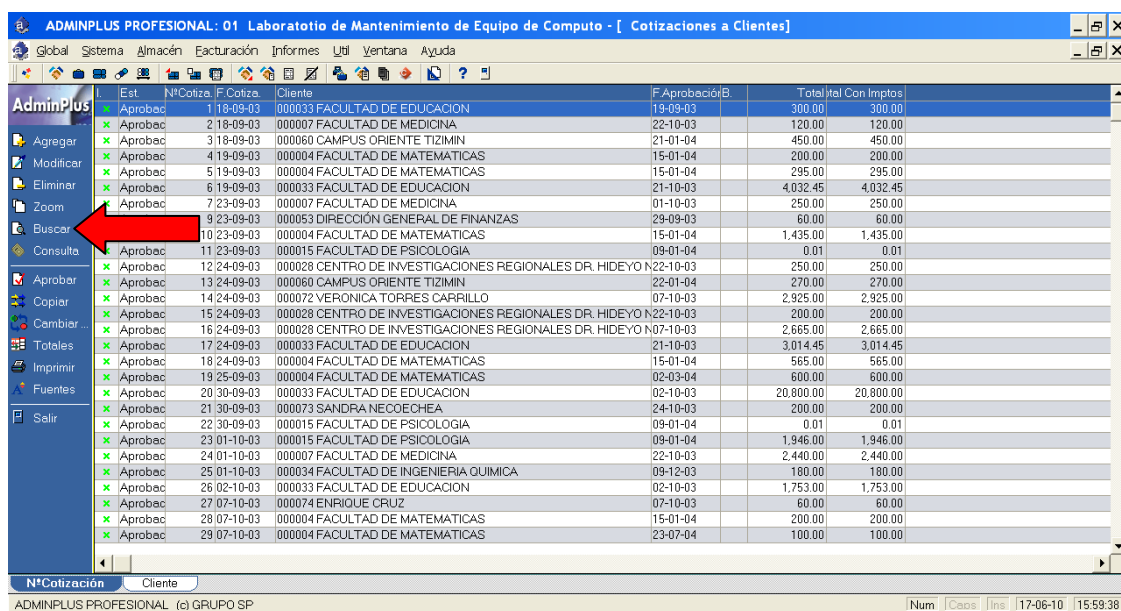 ADMINPLUS PROFESIONAL: 01 Laboratotio de Mantenimiento de Equipo de Computo - [ Cotizaciones a Clientes]
Global Sistema Almacén Facturación Informes Util Ventana Ayuda
AdminPlus
Agregar
Modificar
Eliminar
Zoom
Buscar
Consulta
Aprobar
Copiar
Cambiar ...
Totales
Imprimir
Fuentes
Salir
I. Est. NºCotiza. F.Cotiza. Cliente F.Aprobación B. Total tal Con Imptos
Aprobac 1 18-09-03 000033 FACULTAD DE EDUCACION 19-09-03 300.00 300.00
Aprobac 2 18-09-03 000007 FACULTAD DE MEDICINA 22-10-03 120.00 120.00
Aprobac 3 18-09-03 000060 CAMPUS ORIENTE TIZIMIN 21-01-04 450.00 450.00
Aprobac 4 19-09-03 000004 FACULTAD DE MATEMATICAS 15-01-04 200.00 200.00
Aprobac 5 19-09-03 000004 FACULTAD DE MATEMATICAS 15-01-04 295.00 295.00
Aprobac 6 19-09-03 000033 FACULTAD DE EDUCACION 21-10-03 4,032.45 4,032.45
Aprobac 7 23-09-03 000007 FACULTAD DE MEDICINA 01-10-03 250.00 250.00
9 23-09-03 000053 DIRECCIÓN GENERAL DE FINANZAS 29-09-03 60.00 60.00
10 23-09-03 000004 FACULTAD DE MATEMATICAS 15-01-04 1,435.00 1,435.00
Aprobac 11 23-09-03 000015 FACULTAD DE PSICOLOGIA 09-01-04 0.01 0.01
Aprobac 12 24-09-03 000028 CENTRO DE INVESTIGACIONES REGIONALES DR. HIDEYO N 22-10-03 250.00 250.00
Aprobac 13 24-09-03 000060 CAMPUS ORIENTE TIZIMIN 22-01-04 270.00 270.00
Aprobac 14 24-09-03 000072 VERONICA TORRES CARRILLO 07-10-03 2,925.00 2,925.00
Aprobac 15 24-09-03 000028 CENTRO DE INVESTIGACIONES REGIONALES DR. HIDEYO N 22-10-03 200.00 200.00
Aprobac 16 24-09-03 000028 CENTRO DE INVESTIGACIONES REGIONALES DR. HIDEYO N 07-10-03 2,665.00 2,665.00
Aprobac 17 24-09-03 000033 FACULTAD DE EDUCACION 21-10-03 3,014.45 3,014.45
Aprobac 18 24-09-03 000004 FACULTAD DE MATEMATICAS 15-01-04 565.00 565.00
Aprobac 19 25-09-03 000004 FACULTAD DE MATEMATICAS 02-03-04 600.00 600.00
Aprobac 20 30-09-03 000033 FACULTAD DE EDUCACION 02-10-03 20,800.00 20,800.00
Aprobac 21 30-09-03 000073 SANDRA NECOECHEA 24-10-03 200.00 200.00
Aprobac 22 30-09-03 000015 FACULTAD DE PSICOLOGIA 09-01-04 0.01 0.01
Aprobac 23 01-10-03 000015 FACULTAD DE PSICOLOGIA 09-01-04 1,946.00 1,946.00
Aprobac 24 01-10-03 000007 FACULTAD DE MEDICINA 22-10-03 2,440.00 2,440.00
Aprobac 25 01-10-03 000034 FACULTAD DE INGENIERIA QUIMICA 09-12-03 180.00 180.00
Aprobac 26 02-10-03 000033 FACULTAD DE EDUCACION 02-10-03 1,753.00 1,753.00
Aprobac 27 07-10-03 000074 ENRIQUE CRUZ 07-10-03 60.00 60.00
Aprobac 28 07-10-03 000004 FACULTAD DE MATEMATICAS 15-01-04 200.00 200.00
Aprobac 29 07-10-03 000004 FACULTAD DE MATEMATICAS 23-07-04 100.00 100.00
NºCotización Cliente
ADMINPLUS PROFESIONAL (c) GRUPO SP Num Caps Ins 17-06-10 15:59:38